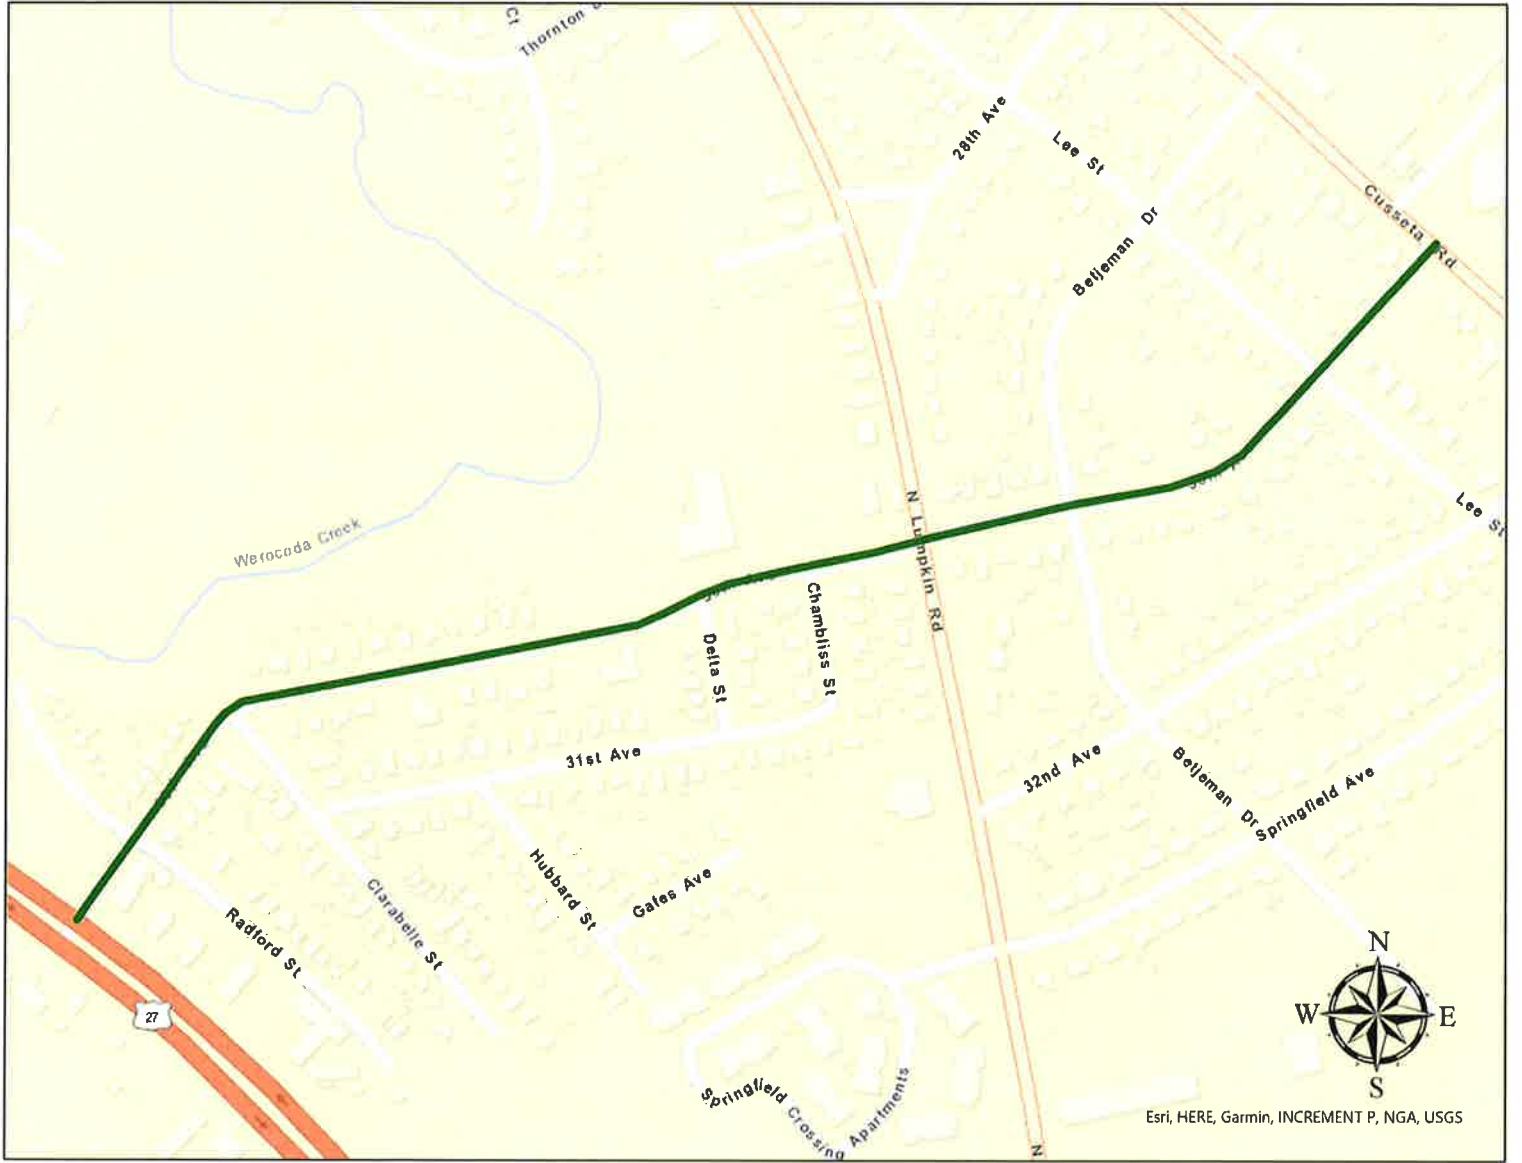 Ct
Thornton
28th Ave
Lee St
Cusseta Rd
Betjeman Dr
N Lumpkin Rd
Lee St
Werocoda Creek
Chambliss St
Delta St
31st Ave
32nd Ave
Betjeman Dr
Springfield Ave
Hubbard St
Gates Ave
Clarabelle St
Radford St
27
N
W
E
S
Springfield Crossing Apartments
Esri, HERE, Garmin, INCREMENT P, NGA, USGS
N